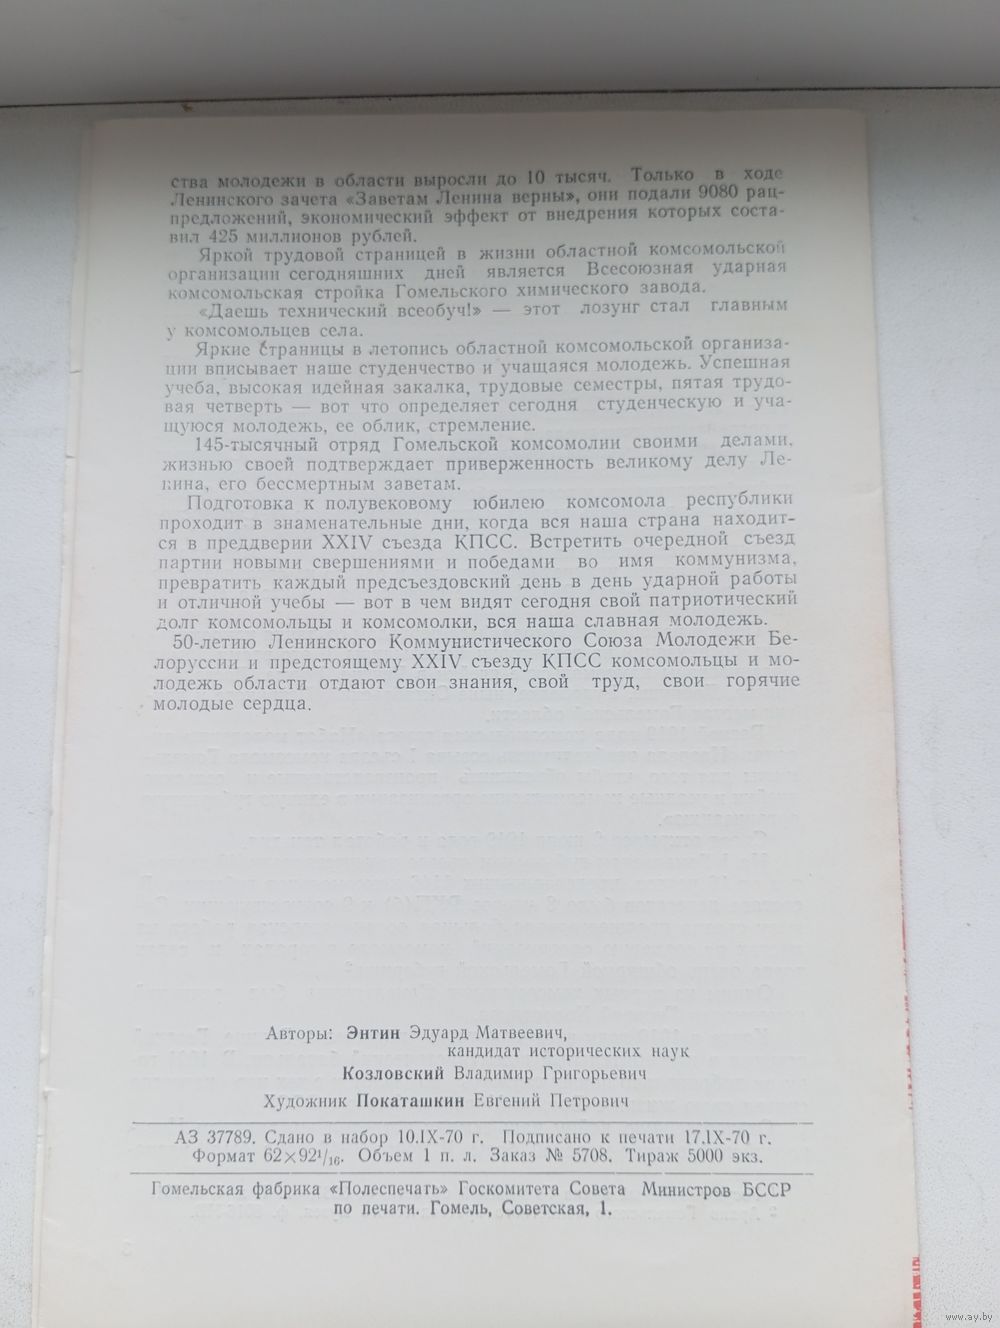 ства молодежи в области выросли до 10 тысяч. Только в ходе
Ленинского зачета «Заветам Ленина верны», они подали 9080 рац-
предложений, экономический эффект от внедрения которых соста-
вил 425 миллионов рублей.
Яркой трудовой страницей в жизни областной комсомольской
организации сегодняшних дней является Всесоюзная ударная
комсомольская стройка Гомельского химического завода.
«Даешь технический всеобуч!» — этот лозунг стал главным
у комсомольцев села.
Яркие страницы в летопись областной комсомольской организа-
ции вписывает наше студенчество и учащаяся молодежь. Успешная
учеба, высокая идейная закалка, трудовые семестры, пятая трудо-
вая четверть — вот что определяет сегодня студенческую и уча-
щуюся молодежь, ее облик, стремление.
145-тысячный отряд Гомельской комсомолии своими делами,
жизнью своей подтверждает приверженность великому делу Ле-
нина, его бессмертным заветам.
Подготовка к полувековому юбилею комсомола республики
проходит в знаменательные дни, когда вся наша страна находит-
ся в преддверии XXIV съезда КПСС. Встретить очередной съезд
партии новыми свершениями и победами во имя коммунизма,
превратить каждый предсъездовский день в день ударной работы
и отличной учебы — вот в чем видят сегодня свой патриотический
долг комсомольцы и комсомолки, вся наша славная молодежь.
50-летию Ленинского Коммунистического Союза Молодежи Бе-
лоруссии и предстоящему XXIV съезду КПСС комсомольцы и мо-
лодежь области отдают свои знания, свой труд, свои горячие
молодые сердца.
Авторы: Энтин Эдуард Матвеевич,
кандидат исторических наук
Козловский Владимир Григорьевич
Художник Покаташкин Евгений Петрович
АЗ 37789. Сдано в набор 10.IX-70 г. Подписано к печати 17.IX-70 г.
Формат 62×92¹/₁₆. Объем 1 п. л. Заказ № 5708. Тираж 5000 экз.
Гомельская фабрика «Полеспечать» Госкомитета Совета Министров БССР
по печати. Гомель, Советская, 1.
www.ay.by